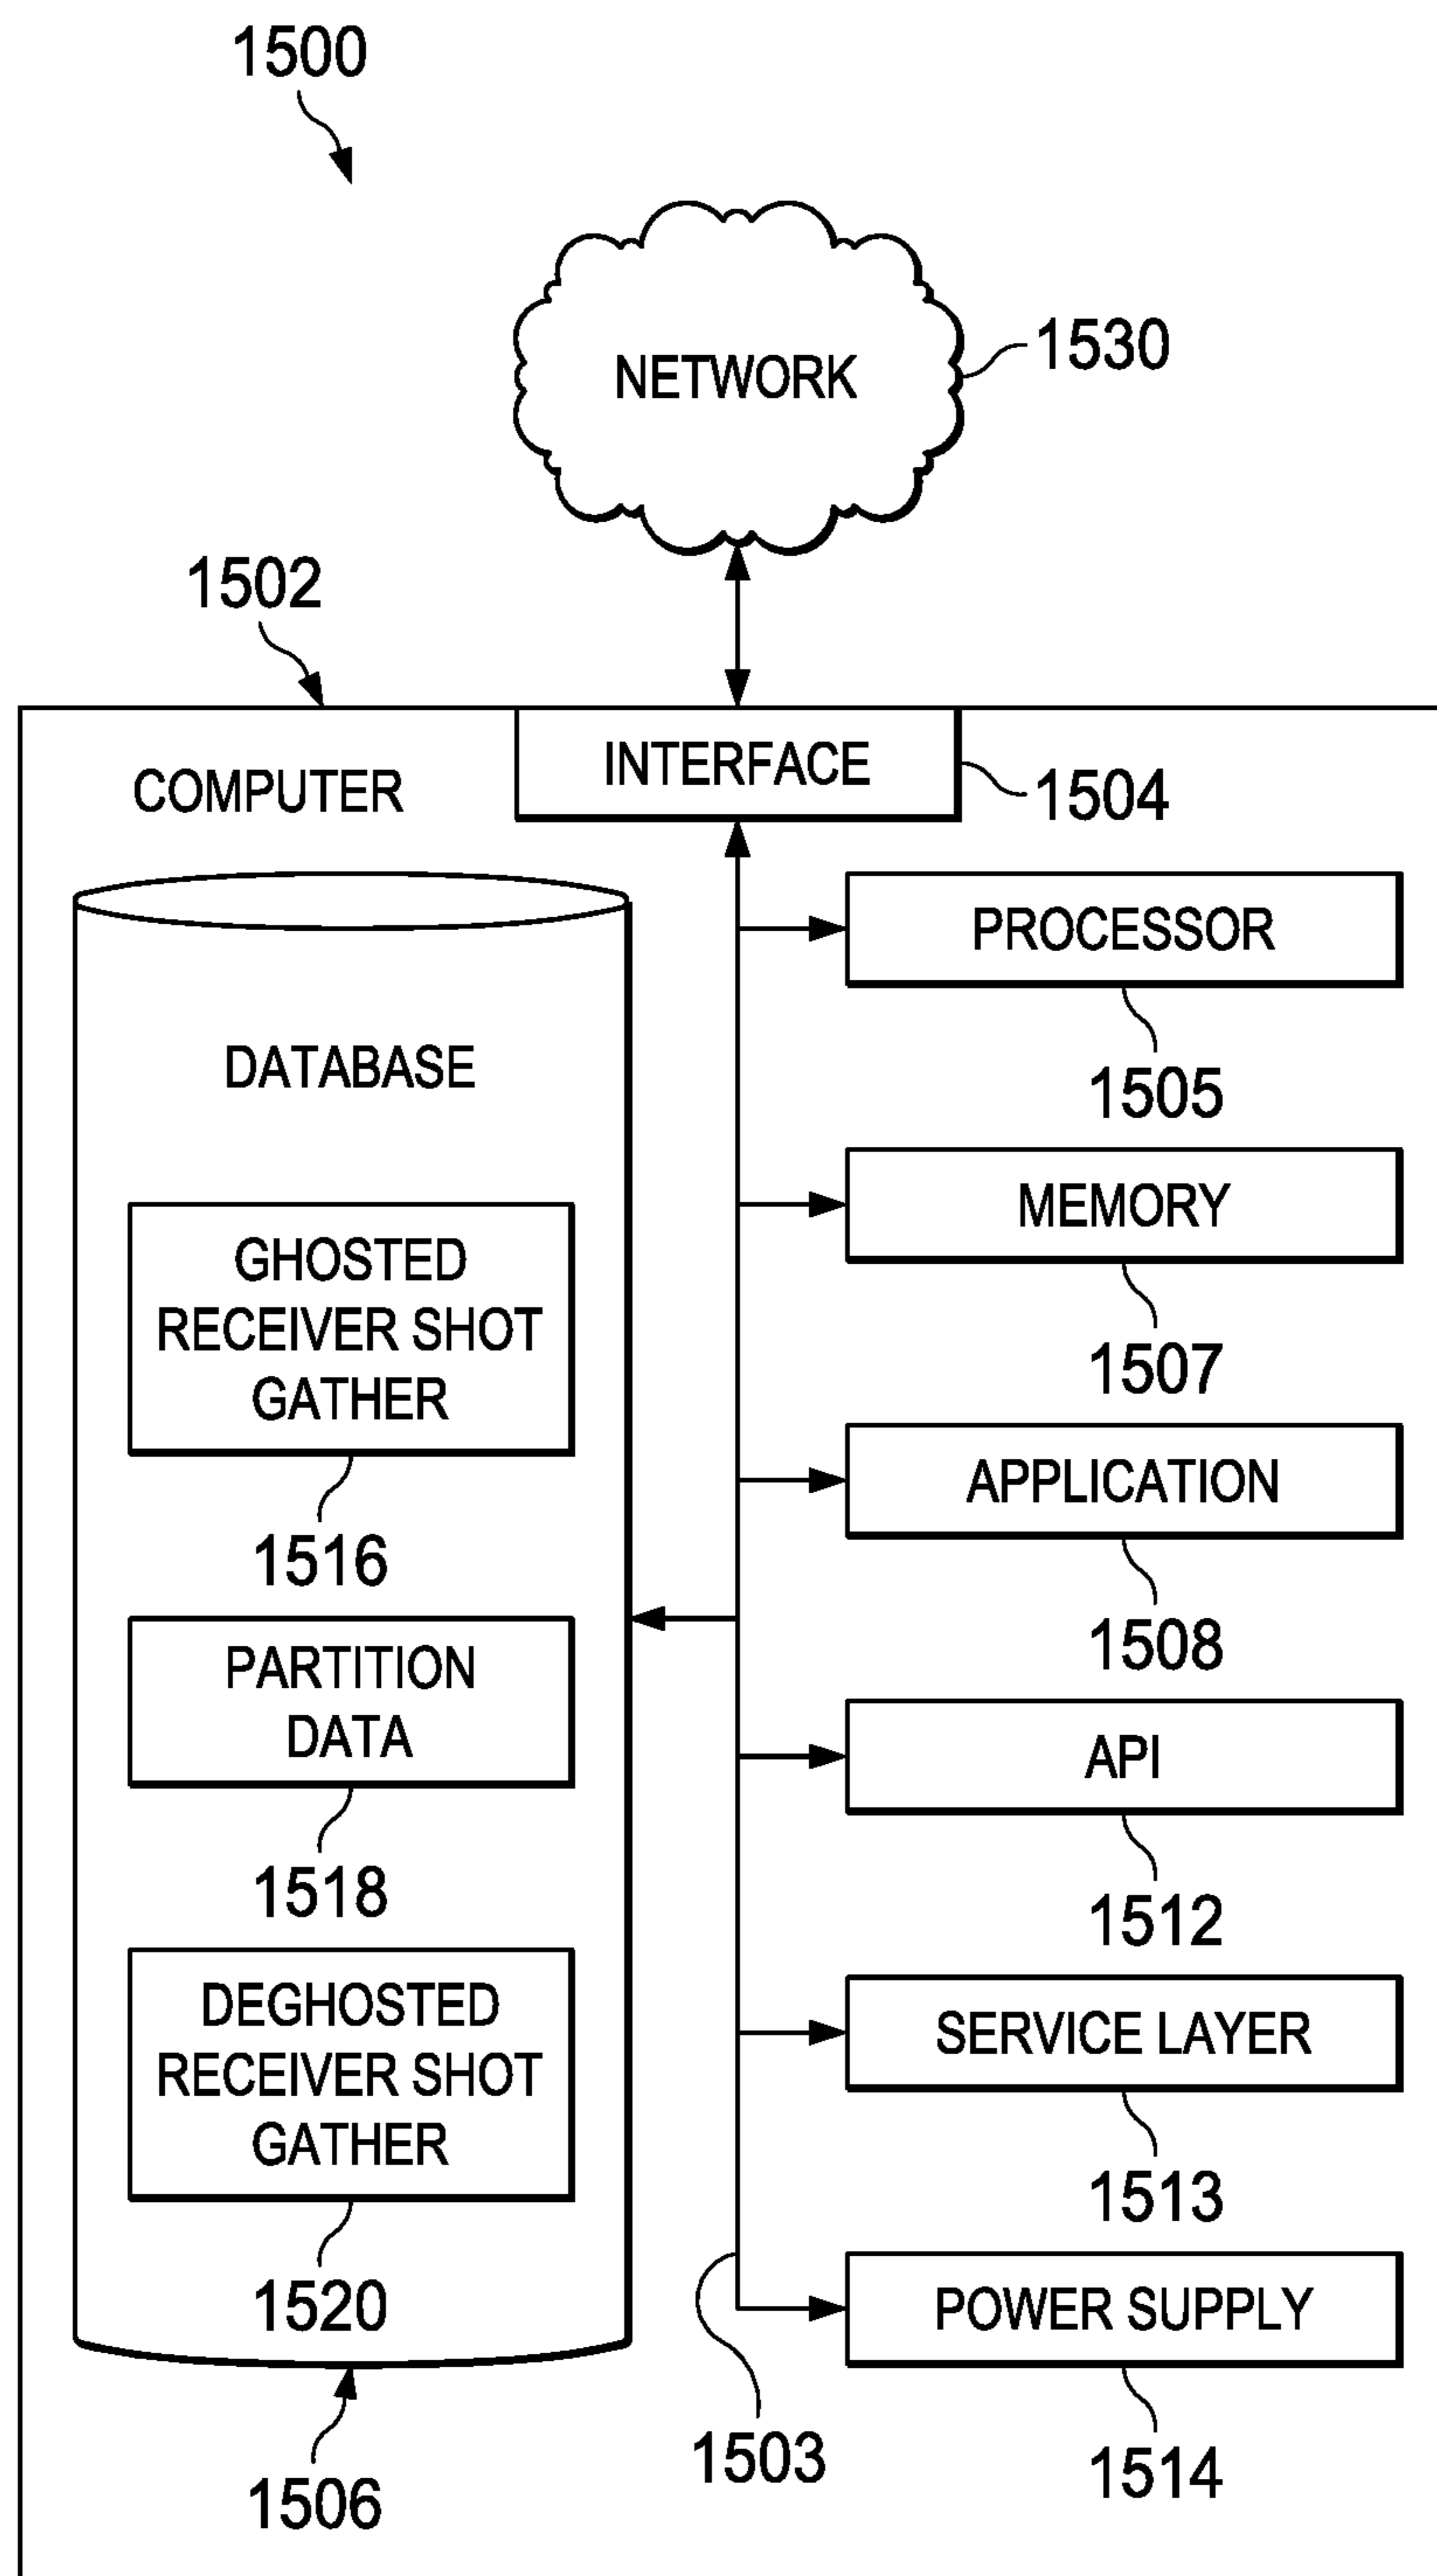 1500
NETWORK
1530
1502
COMPUTER
INTERFACE
1504
DATABASE
GHOSTED
RECEIVER SHOT
GATHER
1516
PARTITION
DATA
1518
DEGHOSTED
RECEIVER SHOT
GATHER
1520
1506
PROCESSOR
1505
MEMORY
1507
APPLICATION
1508
API
1512
SERVICE LAYER
1513
POWER SUPPLY
1514
1503